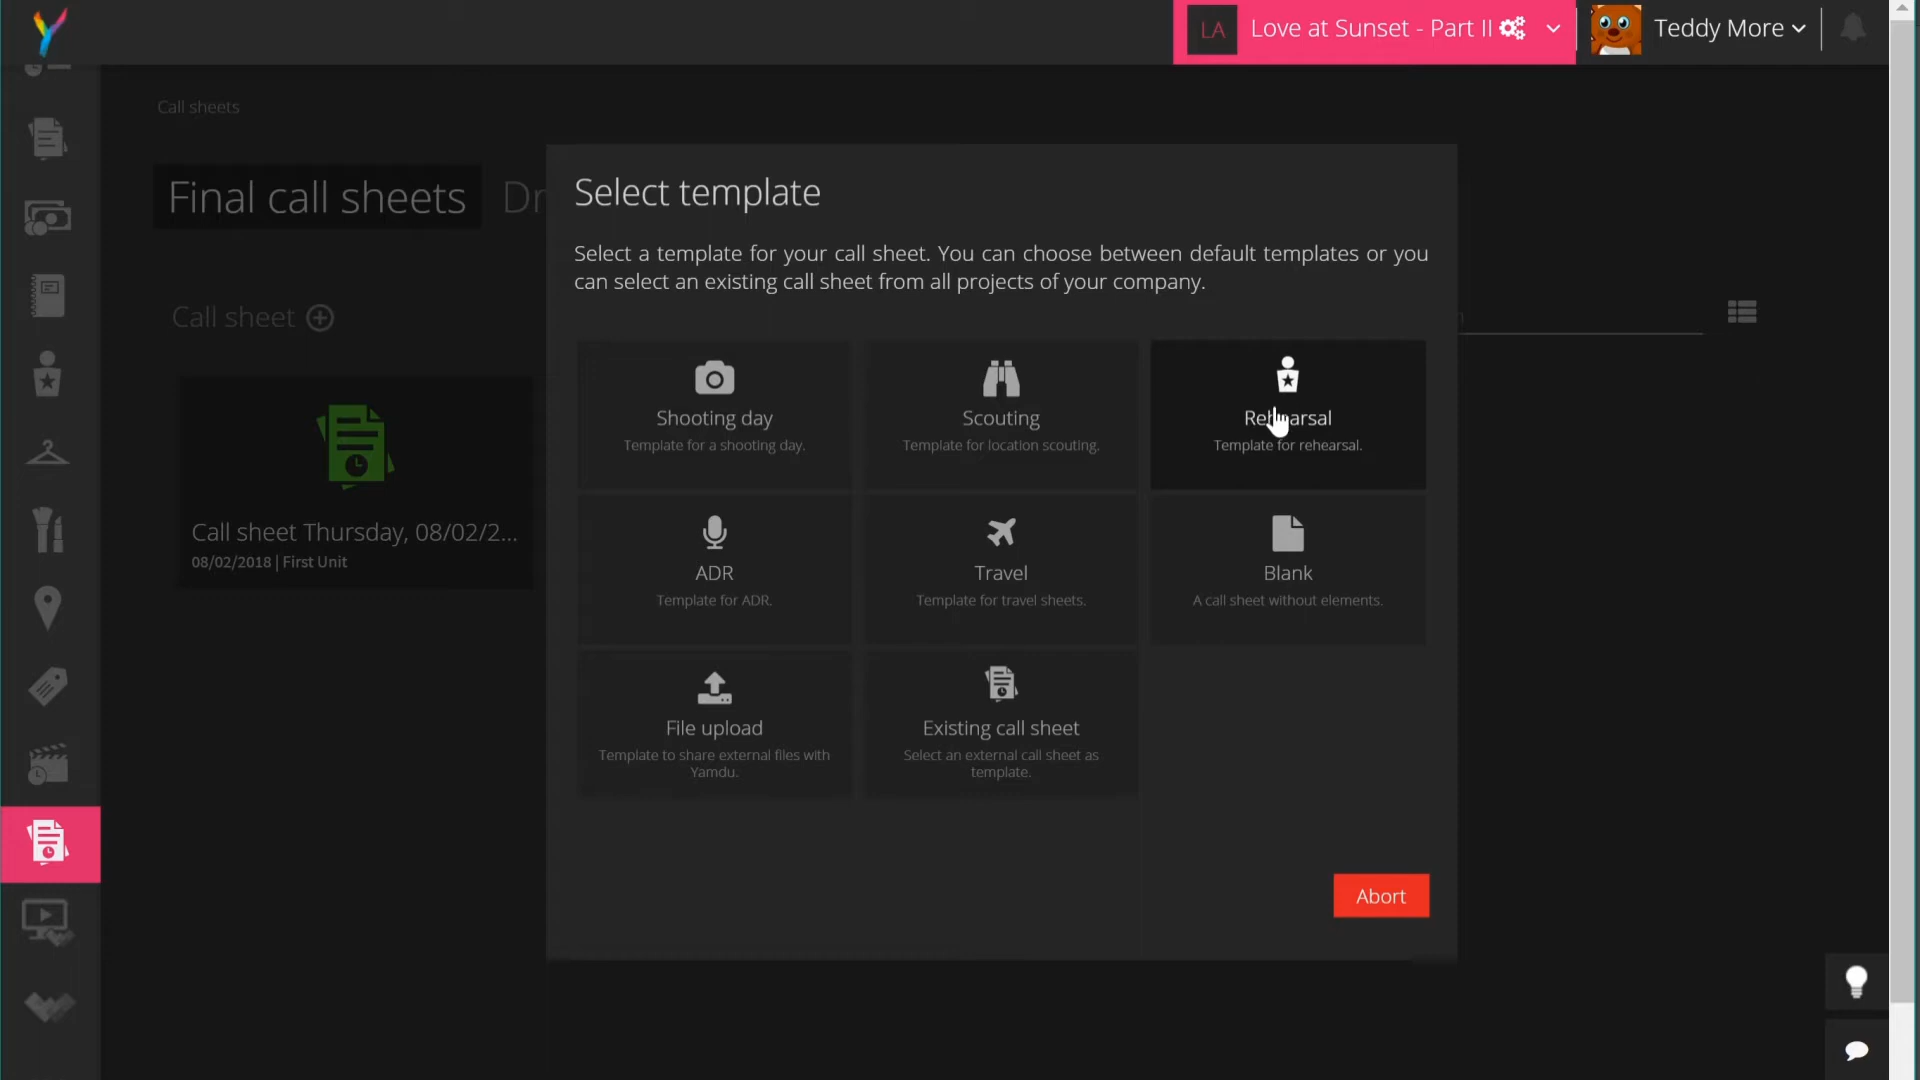 LA
Love at Sunset - Part II
Teddy More
Call sheets
Final call sheets
Dr
Select template
Select a template for your call sheet. You can choose between default templates or you
can select an existing call sheet from all projects of your company.
Call sheet
Shooting day
Template for a shooting day.
Scouting
Template for location scouting.
Rehearsal
Template for rehearsal.
Call sheet Thursday, 08/02/2...
08/02/2018 | First Unit
ADR
Template for ADR.
Travel
Template for travel sheets.
Blank
A call sheet without elements.
File upload
Template to share external files with
Yamdu.
Existing call sheet
Select an external call sheet as
template.
Abort